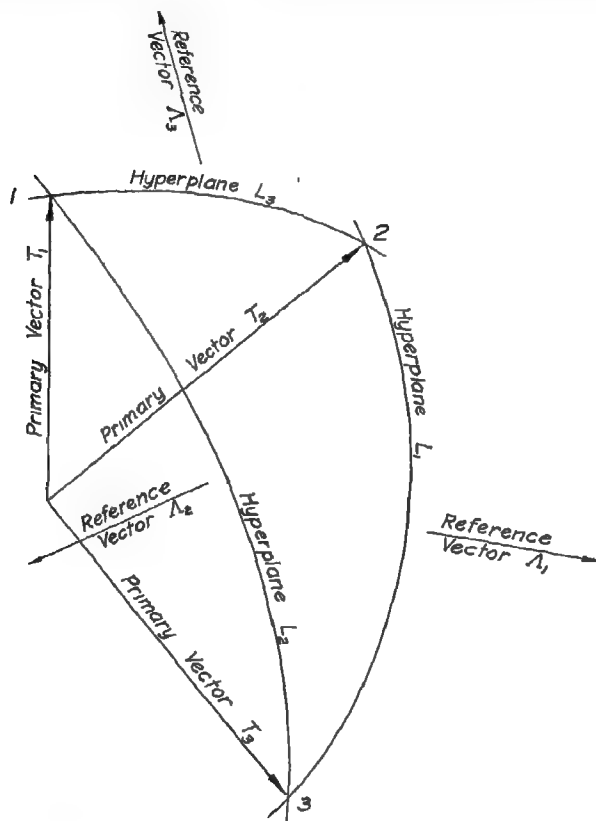 Reference
Vector Λ₃
1
Hyperplane L₃
2
Primary Vector T₁
Primary Vector T₂
Hyperplane L₁
Reference
Vector Λ₂
Hyperplane L₂
Reference
Vector Λ₁
Primary Vector T₃
3